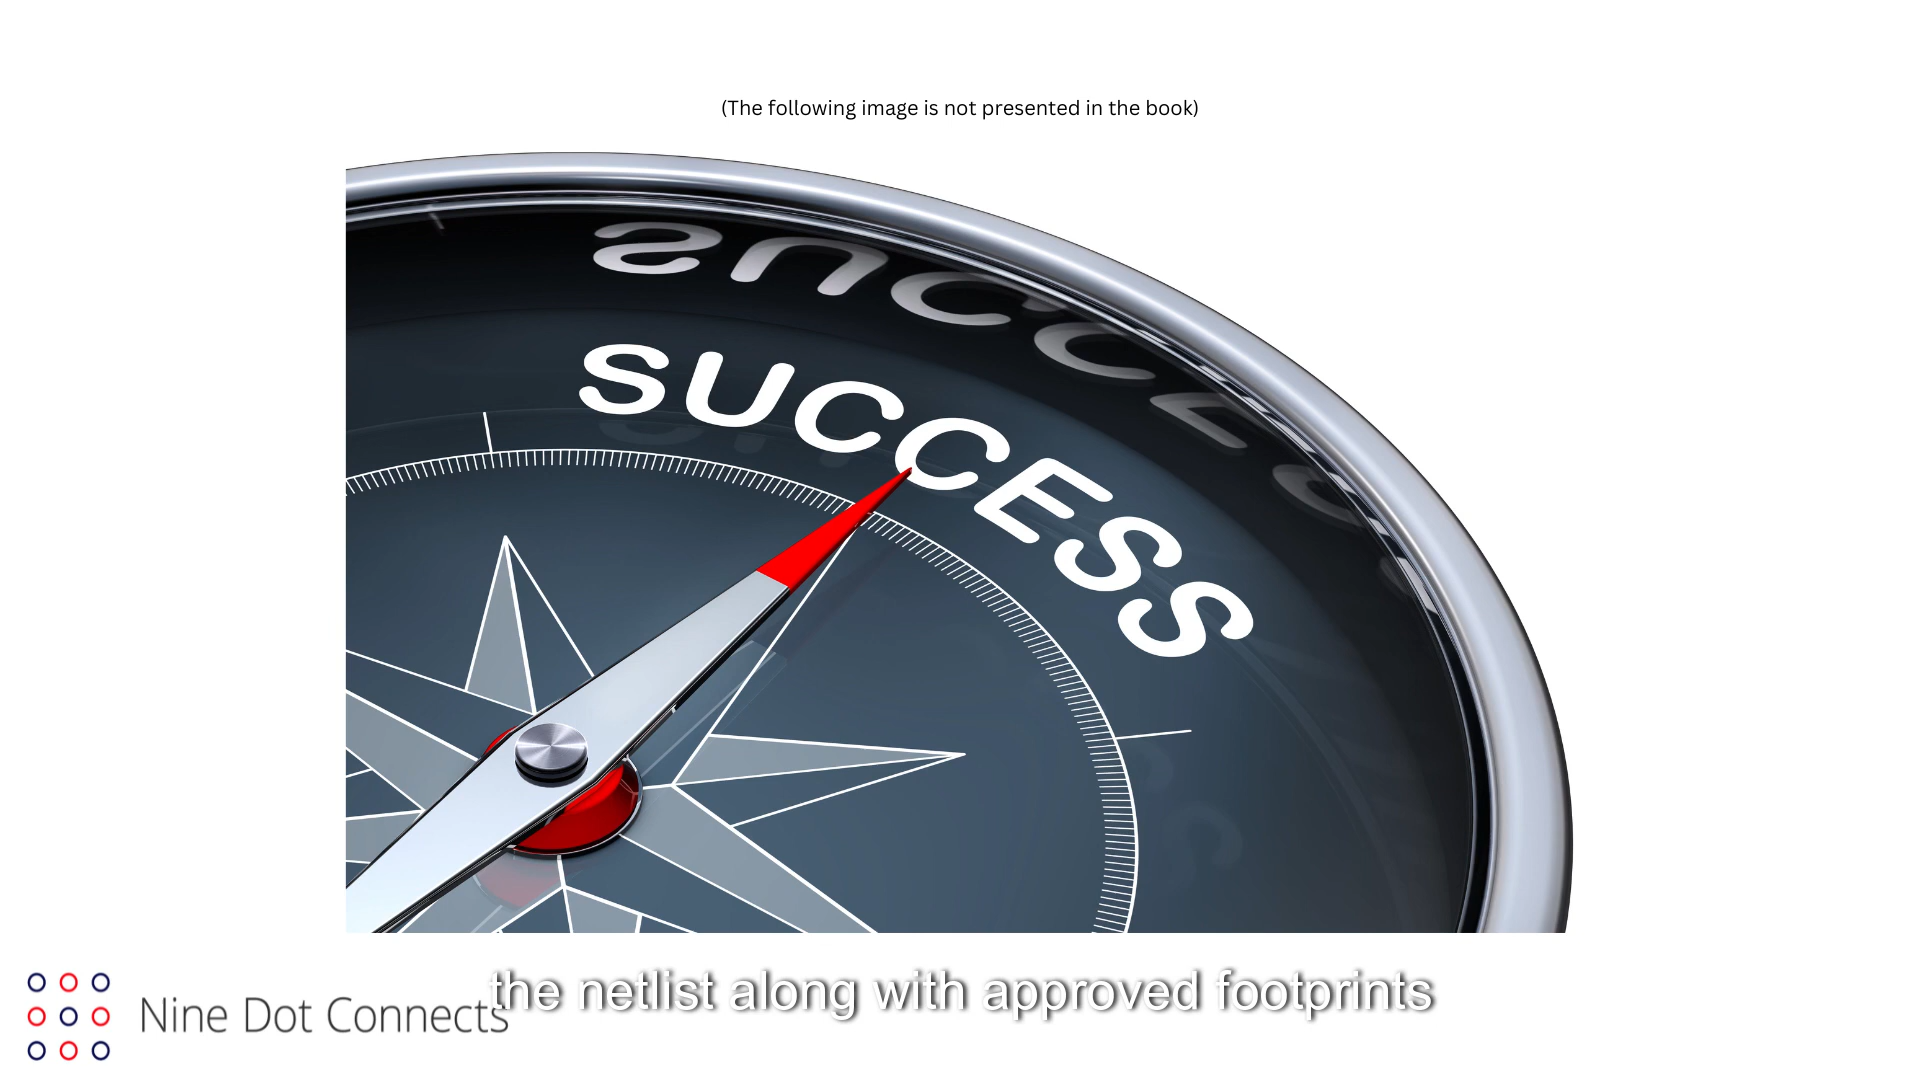 (The following image is not presented in the book)
SUCCESS
the netlist along with approved footprints
Nine Dot Connects